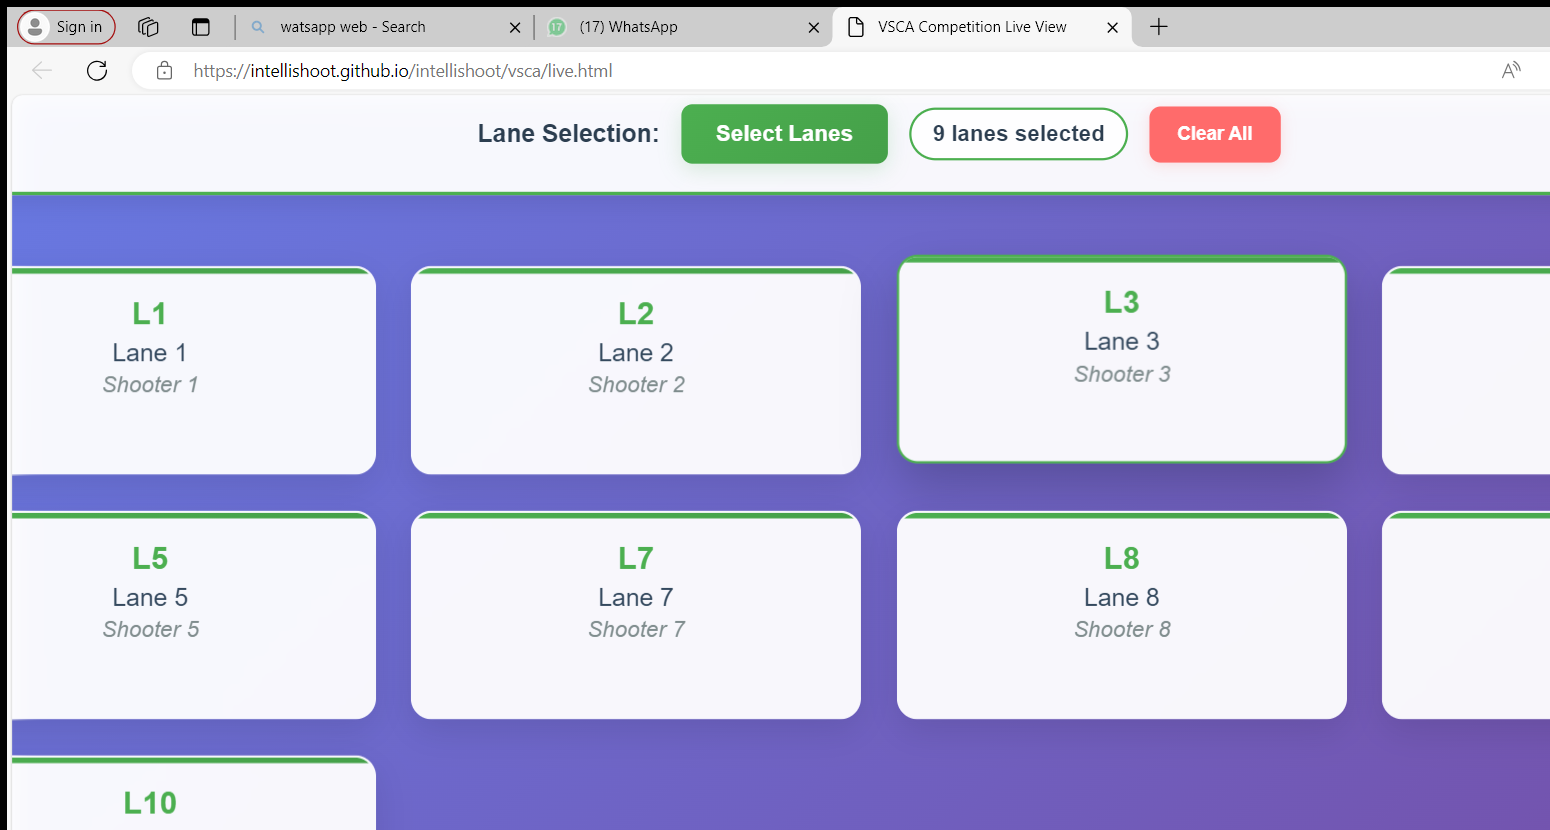 Sign in
watsapp web - Search
17
(17) WhatsApp
VSCA Competition Live View
https://intellishoot.github.io/intellishoot/vsca/live.html
Lane Selection:
Select Lanes
9 lanes selected
Clear All
L1
Lane 1
Shooter 1
L2
Lane 2
Shooter 2
L3
Lane 3
Shooter 3
L5
Lane 5
Shooter 5
L7
Lane 7
Shooter 7
L8
Lane 8
Shooter 8
L10